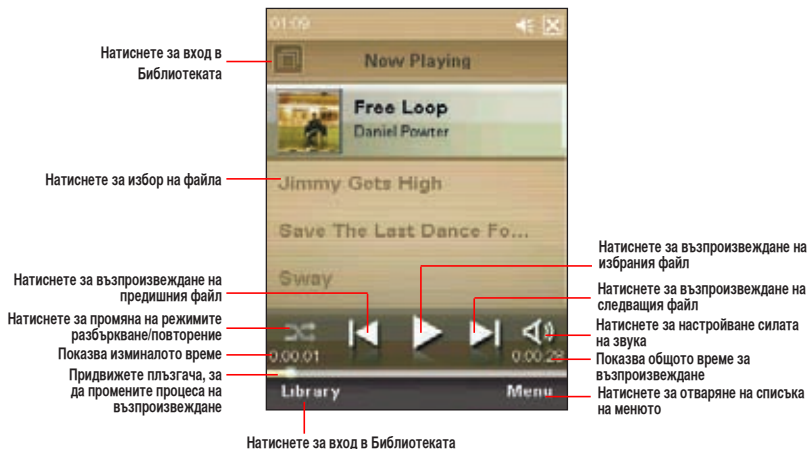 01:09
Натиснете за вход в
Библиотеката
Now Playing
Free Loop
Daniel Powter
Натиснете за избор на файла
Jimmy Gets High
Save The Last Dance Fo...
Sway
Натиснете за възпроизвеждане на
предишния файл
Натиснете за промяна на режимите
разбъркване/повторение
Показва изминалото време
Придвижете плъзгача, за
да промените процеса на
възпроизвеждане
0:00:01
0:00:28
Library
Menu
Натиснете за възпроизвеждане на
избрания файл
Натиснете за възпроизвеждане на
следващия файл
Натиснете за настройване силата
на звука
Показва общото време за
възпроизвеждане
Натиснете за отваряне на списъка
на менюто
Натиснете за вход в Библиотеката